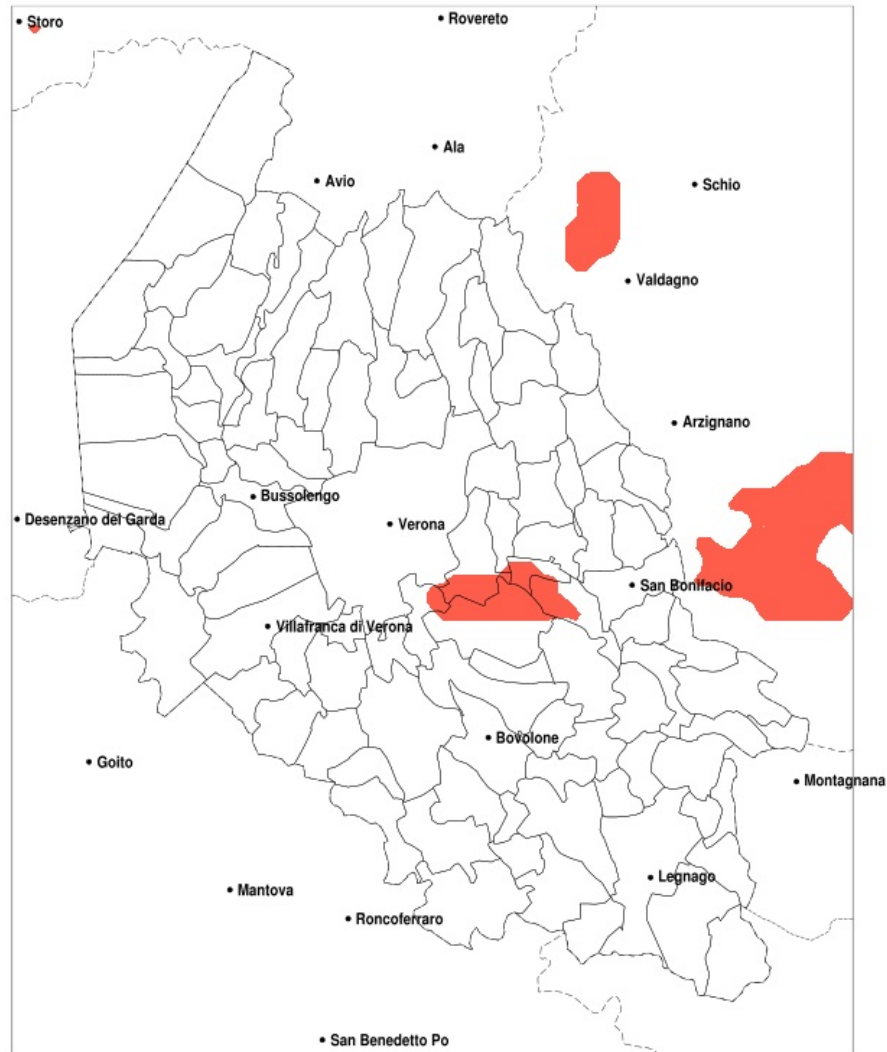 Storo
Rovereto
Ala
Avio
Schio
Valdagno
Arzignano
Bussolengo
Desenzano del Garda
Verona
San Bonifacio
Villafranca di Verona
Bovolone
Goito
Montagnana
Legnago
Mantova
Roncoferraro
San Benedetto Po